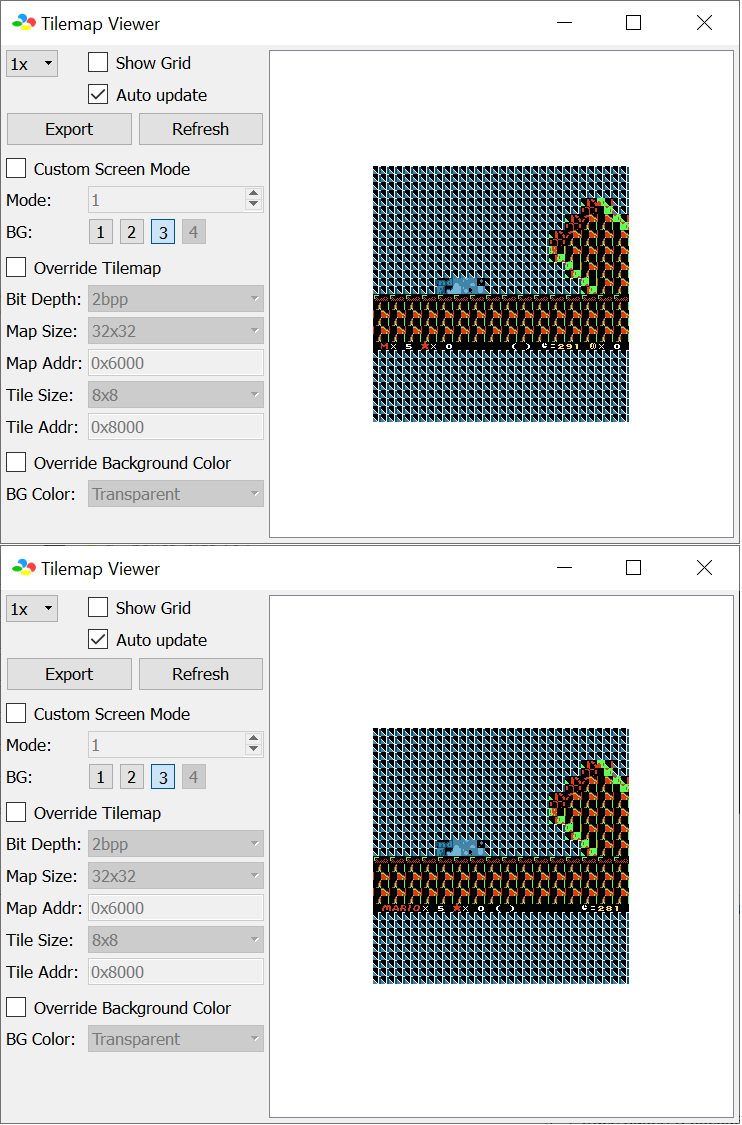 Tilemap Viewer
1x
Show Grid
Auto update
Export Refresh
Custom Screen Mode
Mode: 1
BG: 1 2 3 4
Override Tilemap
Bit Depth: 2bpp
Map Size: 32x32
Map Addr: 0x6000
Tile Size: 8x8
Tile Addr: 0x8000
Override Background Color
BG Color: Transparent
M× 5 ★× 0 ( ) =291 × 0
Tilemap Viewer
1x
Show Grid
Auto update
Export Refresh
Custom Screen Mode
Mode: 1
BG: 1 2 3 4
Override Tilemap
Bit Depth: 2bpp
Map Size: 32x32
Map Addr: 0x6000
Tile Size: 8x8
Tile Addr: 0x8000
Override Background Color
BG Color: Transparent
MARIO× 5 ★× 0 ( ) =281